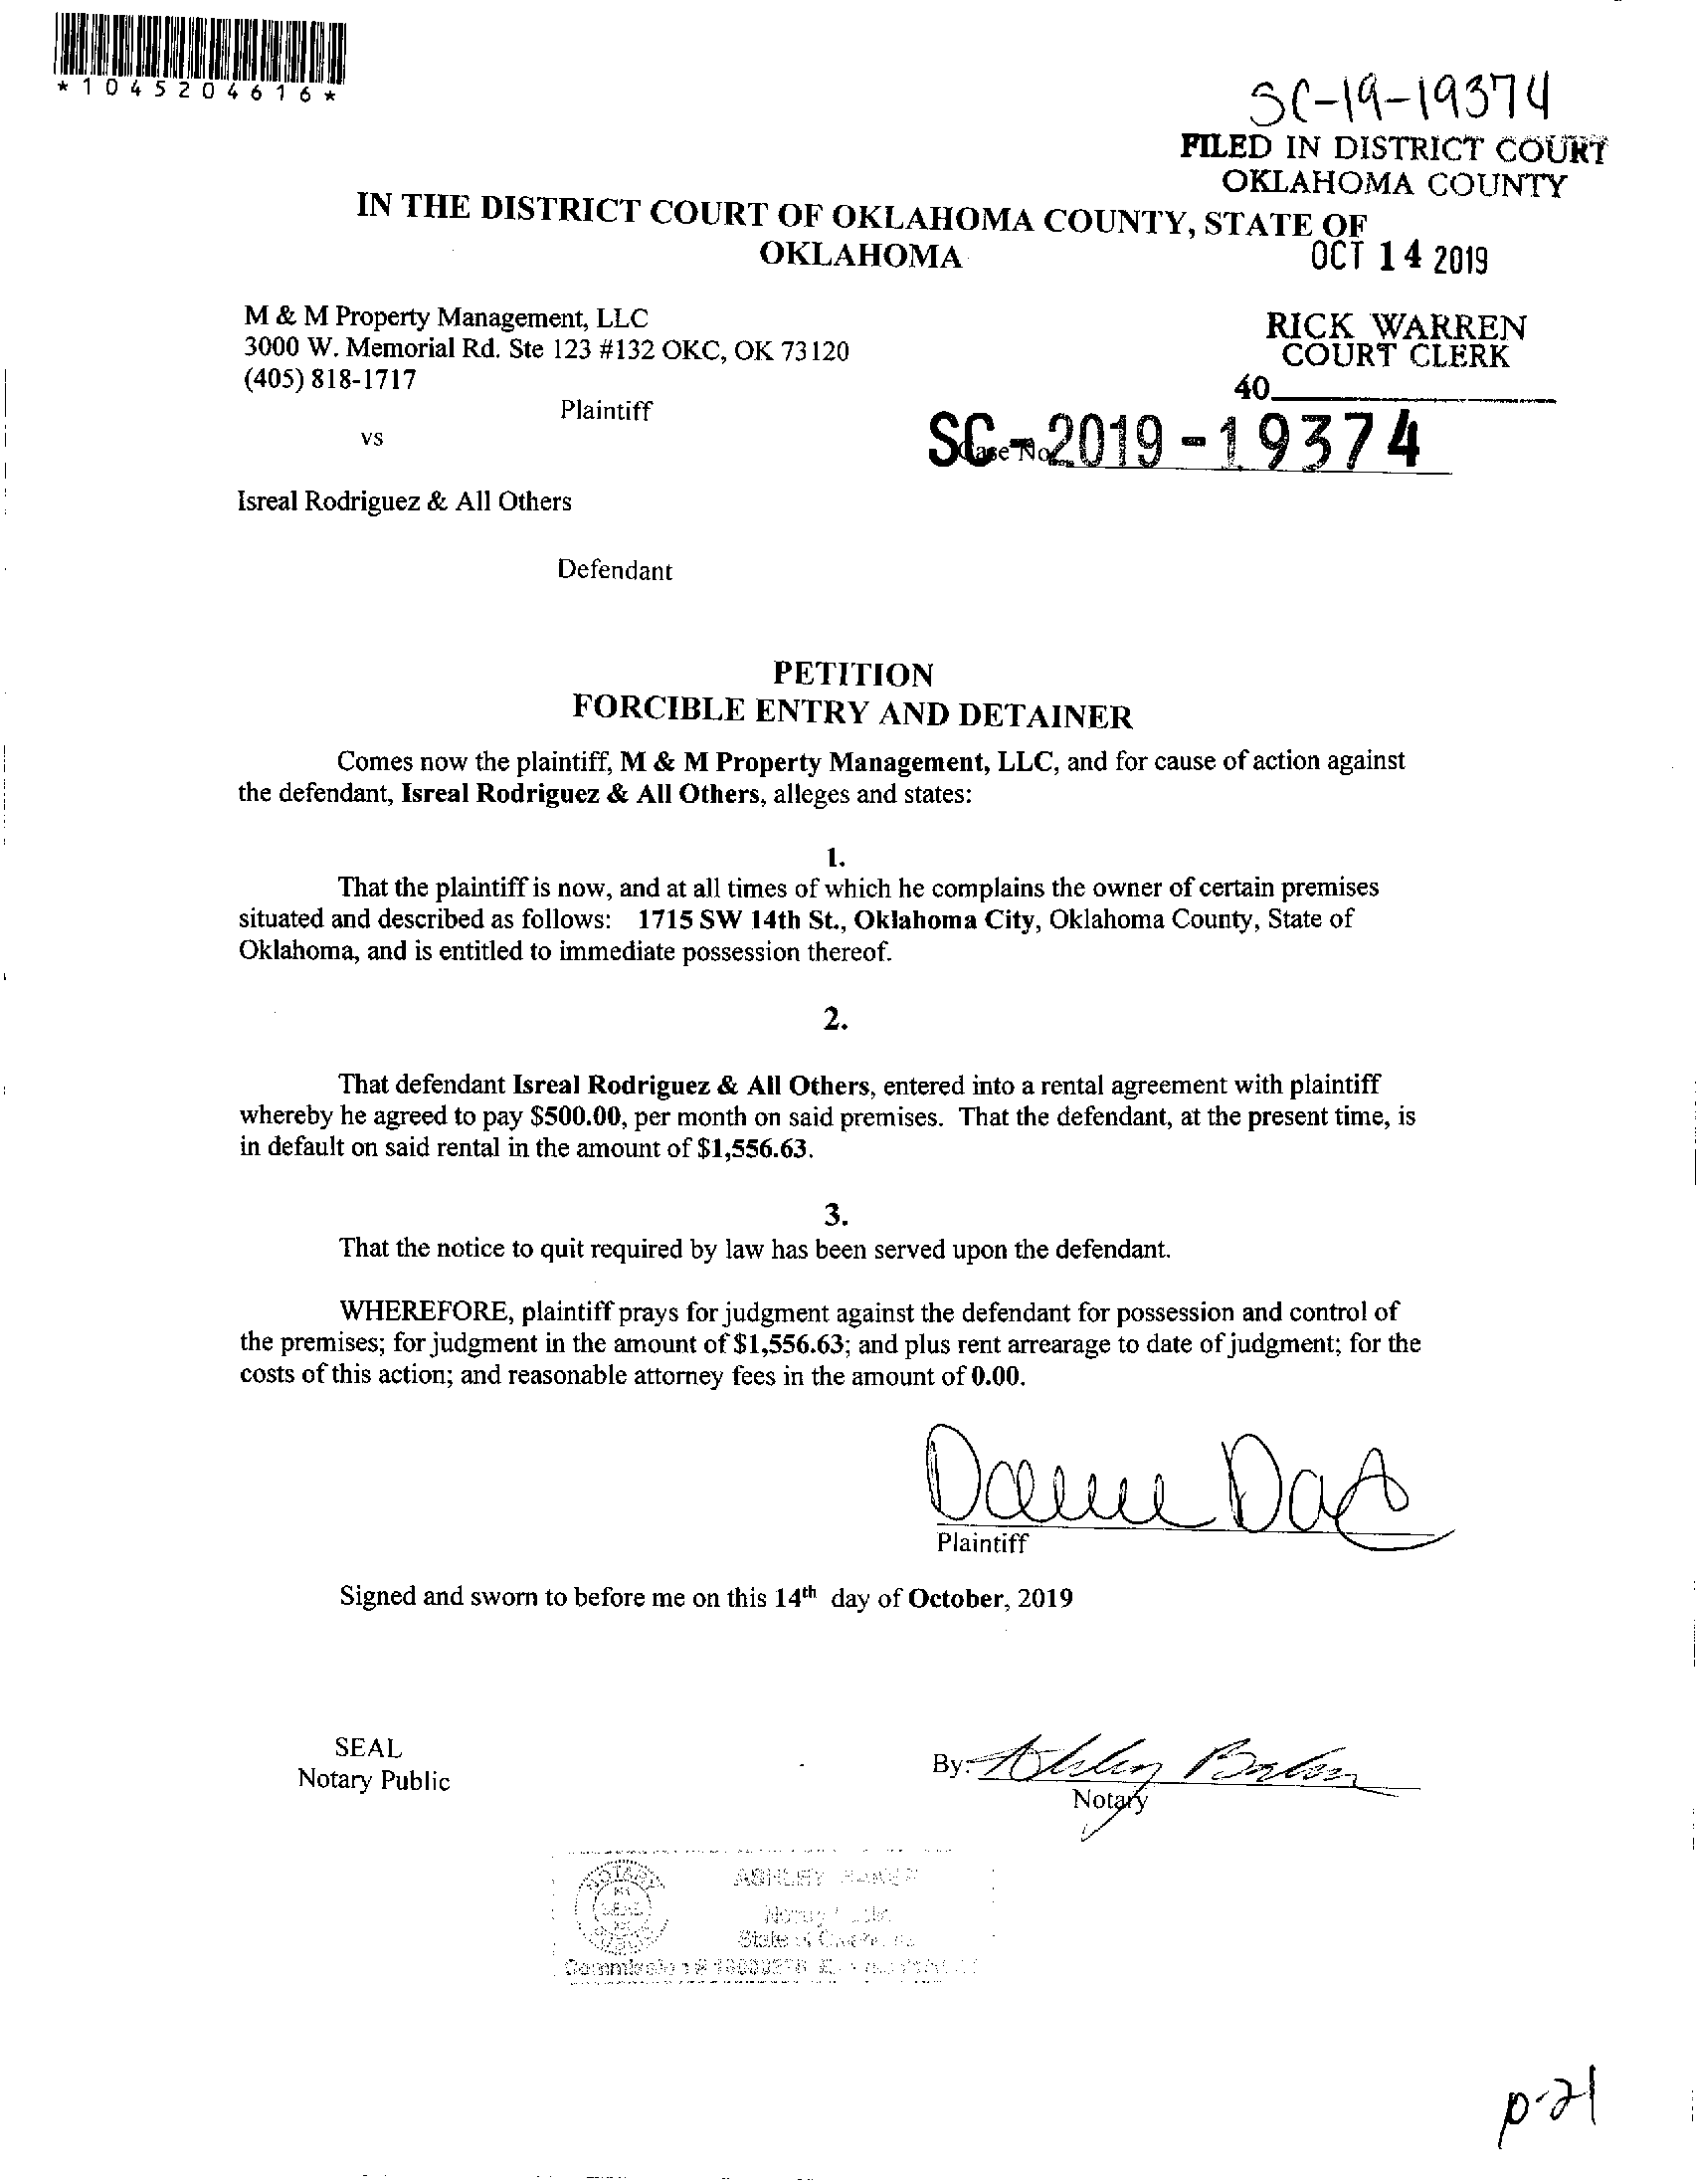 *1045204616*
SC-19-19374
FILED IN DISTRICT COURT
OKLAHOMA COUNTY
IN THE DISTRICT COURT OF OKLAHOMA COUNTY, STATE OF
OKLAHOMA
OCT 14 2019
M & M Property Management, LLC
3000 W. Memorial Rd. Ste 123 #132 OKC, OK 73120
(405) 818-1717
RICK WARREN
COURT CLERK
40
Plaintiff
vs
Case No.
SC-2019-19374
Isreal Rodriguez & All Others
Defendant
PETITION
FORCIBLE ENTRY AND DETAINER
Comes now the plaintiff, M & M Property Management, LLC, and for cause of action against
the defendant, Isreal Rodriguez & All Others, alleges and states:
1.
That the plaintiff is now, and at all times of which he complains the owner of certain premises
situated and described as follows: 1715 SW 14th St., Oklahoma City, Oklahoma County, State of
Oklahoma, and is entitled to immediate possession thereof.
2.
That defendant Isreal Rodriguez & All Others, entered into a rental agreement with plaintiff
whereby he agreed to pay $500.00, per month on said premises. That the defendant, at the present time, is
in default on said rental in the amount of $1,556.63.
3.
That the notice to quit required by law has been served upon the defendant.
WHEREFORE, plaintiff prays for judgment against the defendant for possession and control of
the premises; for judgment in the amount of $1,556.63; and plus rent arrearage to date of judgment; for the
costs of this action; and reasonable attorney fees in the amount of 0.00.
Plaintiff
Signed and sworn to before me on this 14th day of October, 2019
SEAL
Notary Public
By: Ashley Baker
Notary
NOTARY
SEAL
ASHLEY BAKER
Notary Public
State of Oklahoma
Commission #
p-21